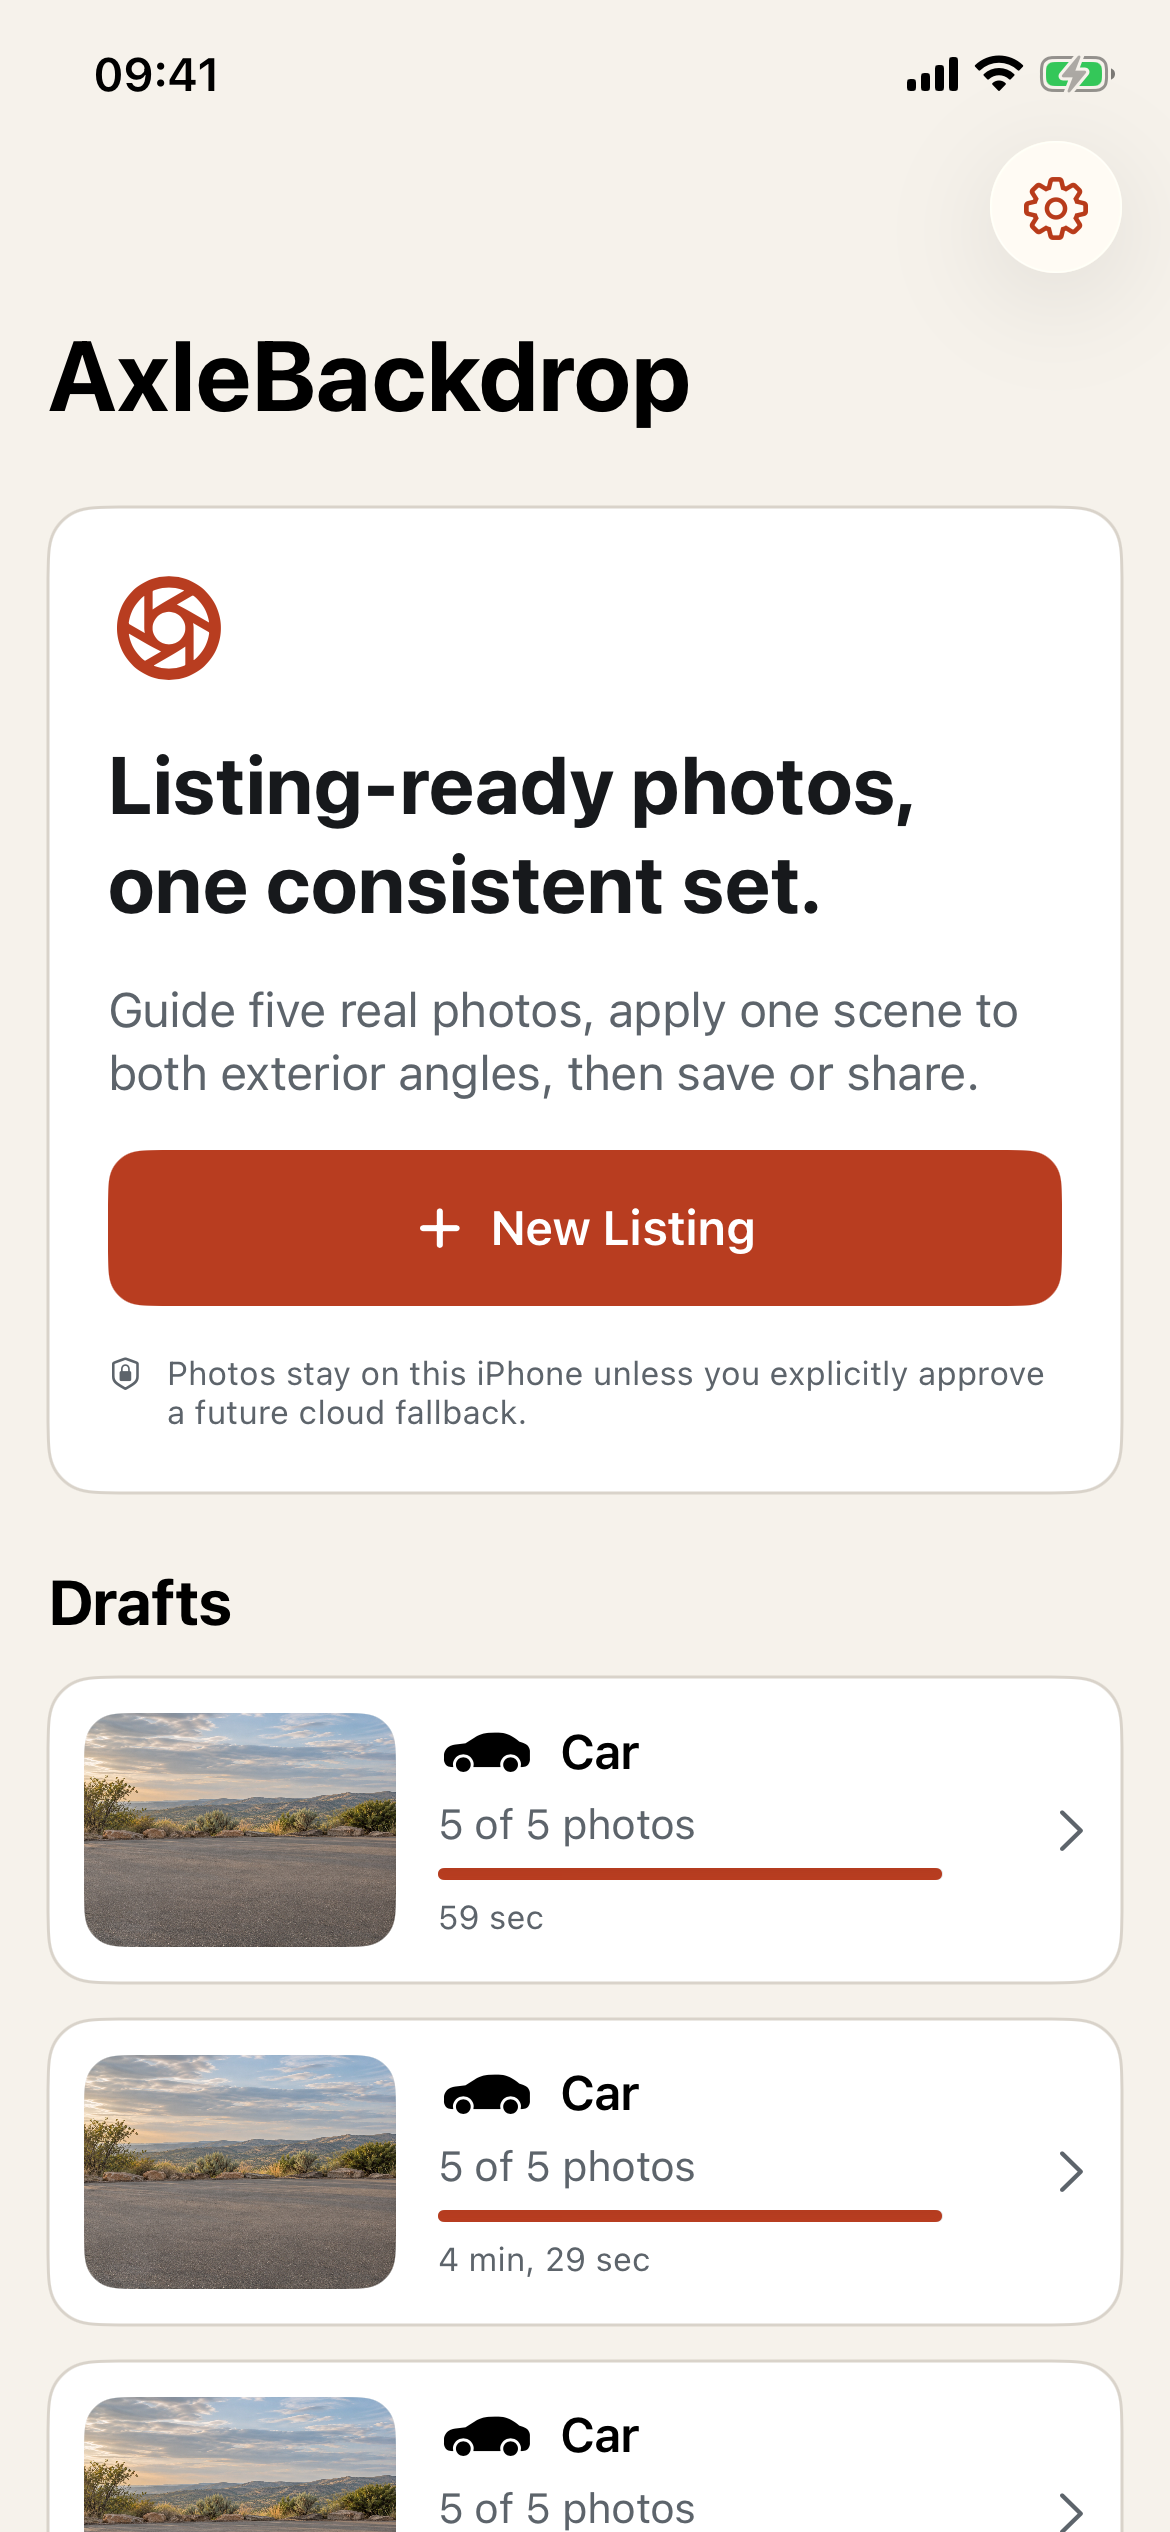 09:41
AxleBackdrop
Listing-ready photos,
one consistent set.
Guide five real photos, apply one scene to
both exterior angles, then save or share.
New Listing
Photos stay on this iPhone unless you explicitly approve
a future cloud fallback.
Drafts
Car
5 of 5 photos
59 sec
Car
5 of 5 photos
4 min, 29 sec
Car
5 of 5 photos